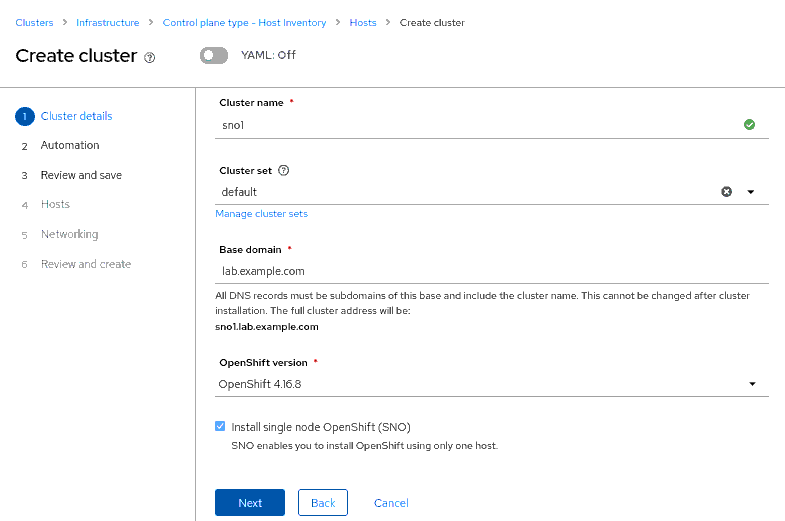 Clusters > Infrastructure > Control plane type - Host Inventory > Hosts > Create cluster
Create cluster ?
YAML: Off
1 Cluster details
2 Automation
3 Review and save
4 Hosts
5 Networking
6 Review and create
Cluster name *
sno1
Cluster set ?
default
Manage cluster sets
Base domain *
lab.example.com
All DNS records must be subdomains of this base and include the cluster name. This cannot be changed after cluster
installation. The full cluster address will be:
sno1.lab.example.com
OpenShift version *
OpenShift 4.16.8
Install single node OpenShift (SNO)
SNO enables you to install OpenShift using only one host.
Next Back Cancel